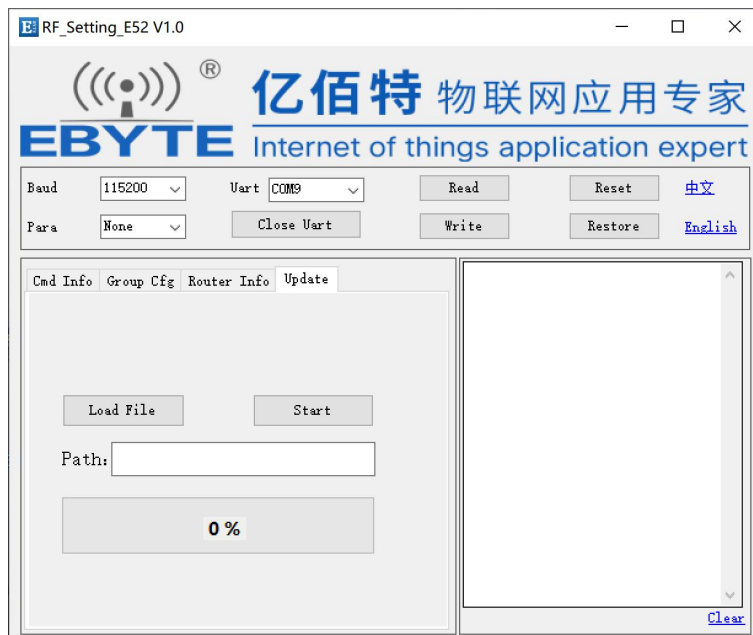 RF_Setting_E52 V1.0
®
EBYTE
亿佰特 物联网应用专家
Internet of things application expert
Baud 115200 Uart COM9 Read Reset 中文
Para None Close Uart Write Restore English
Cmd Info Group Cfg Router Info Update
Load File Start
Path:
0 %
Clear